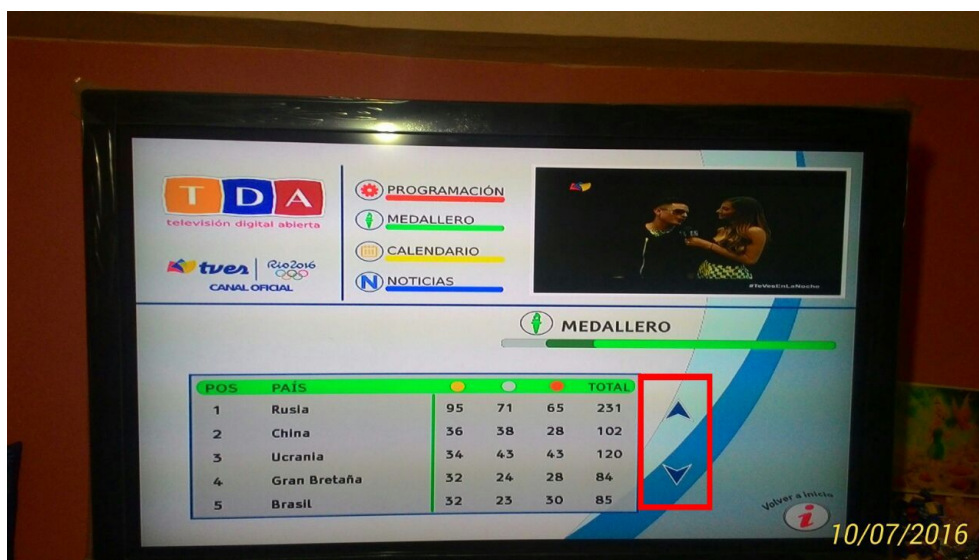 TDA
televisión digital abierta
tves Rio2016
CANAL OFICIAL
PROGRAMACIÓN
MEDALLERO
CALENDARIO
N NOTICIAS
#TeVesEnLaNoche
MEDALLERO
POS PAÍS TOTAL
1 Rusia 95 71 65 231
2 China 36 38 28 102
3 Ucrania 34 43 43 120
4 Gran Bretaña 32 24 28 84
5 Brasil 32 23 30 85
Volver a inicio
i
10/07/2016